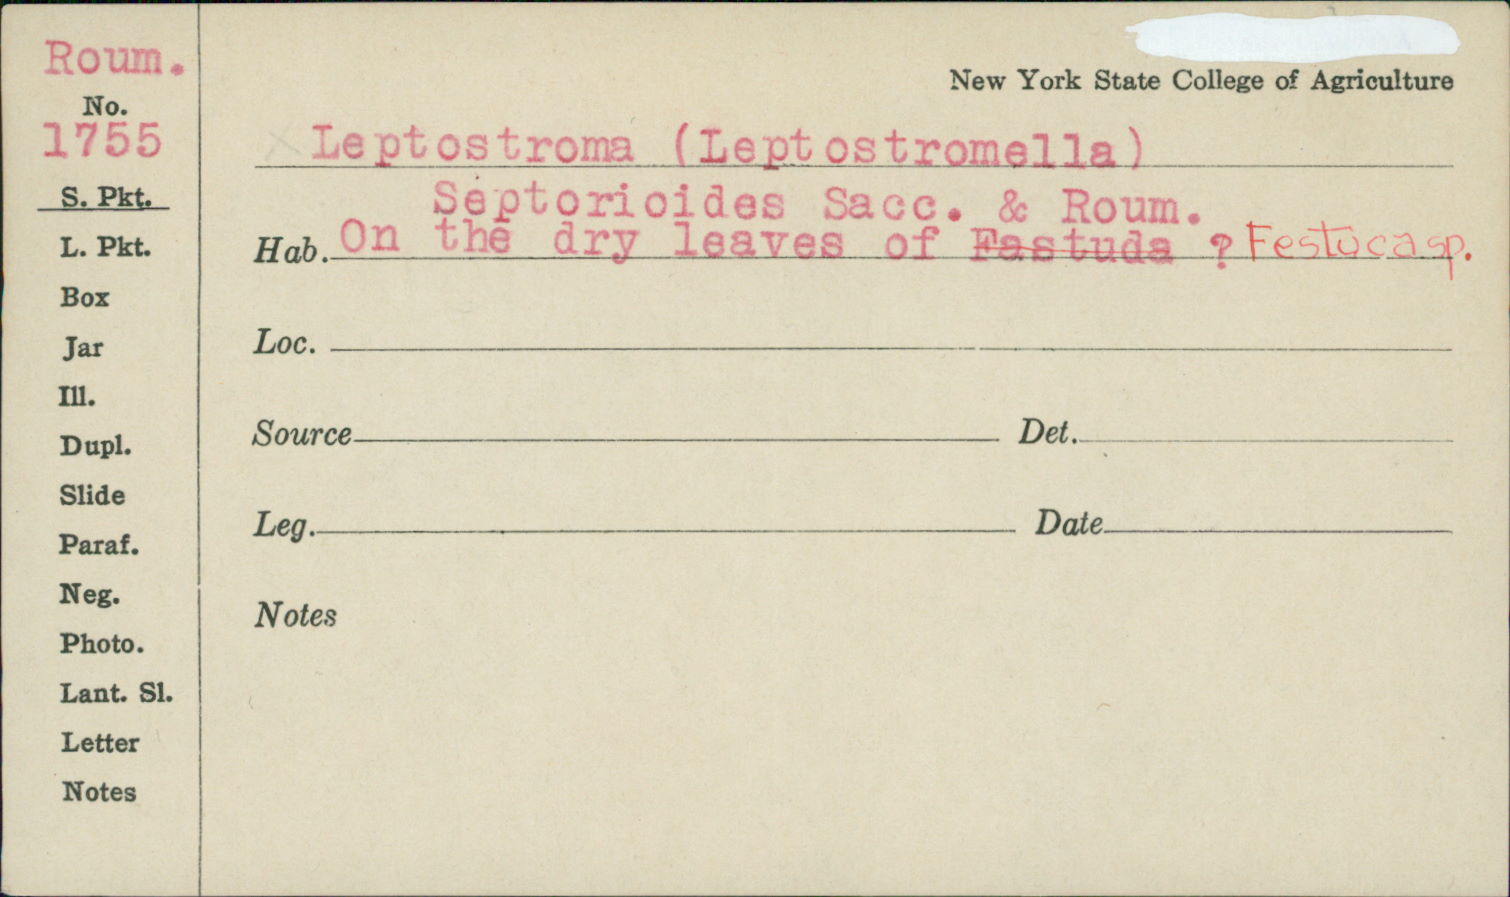 Roum.
No.
1755
S. Pkt.
L. Pkt.
Box
Jar
Ill.
Dupl.
Slide
Paraf.
Neg.
Photo.
Lant. Sl.
Letter
Notes
New York State College of Agriculture
Leptostroma (Leptostromella)
Septorioides Sacc. & Roum.
Hab. On the dry leaves of Fastuda ? Festuca sp.
Loc.
Source Det.
Leg. Date
Notes